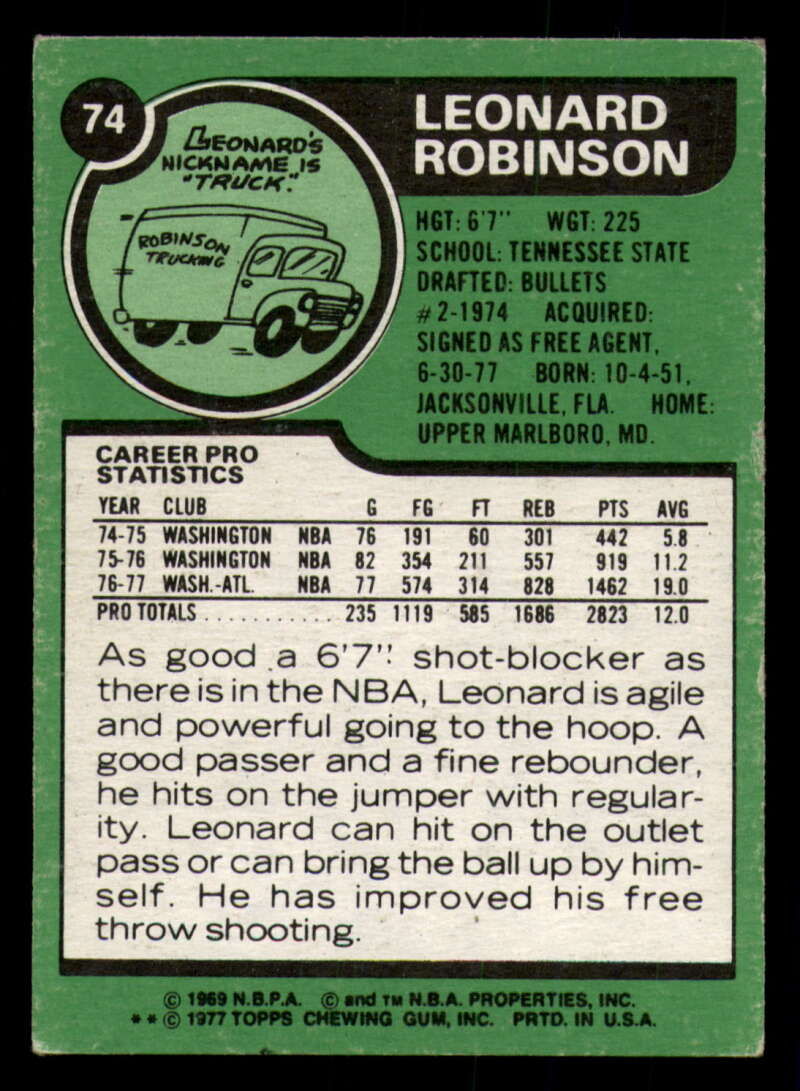 74
LEONARD'S
NICKNAME IS
"TRUCK."
ROBINSON
TRUCKING
LEONARD
ROBINSON
HGT: 6'7" WGT: 225
SCHOOL: TENNESSEE STATE
DRAFTED: BULLETS
#2-1974 ACQUIRED:
SIGNED AS FREE AGENT,
6-30-77 BORN: 10-4-51,
JACKSONVILLE, FLA. HOME:
UPPER MARLBORO, MD.
CAREER PRO
STATISTICS
YEAR CLUB G FG FT REB PTS AVG
74-75 WASHINGTON NBA 76 191 60 301 442 5.8
75-76 WASHINGTON NBA 82 354 211 557 919 11.2
76-77 WASH.-ATL. NBA 77 574 314 828 1462 19.0
PRO TOTALS . . . . . . . . . . . . 235 1119 585 1686 2823 12.0
As good a 6'7" shot-blocker as
there is in the NBA, Leonard is agile
and powerful going to the hoop. A
good passer and a fine rebounder,
he hits on the jumper with regular-
ity. Leonard can hit on the outlet
pass or can bring the ball up by him-
self. He has improved his free
throw shooting.
© 1969 N.B.P.A. © and TM N.B.A. PROPERTIES, INC.
**© 1977 TOPPS CHEWING GUM, INC. PRTD. IN U.S.A.